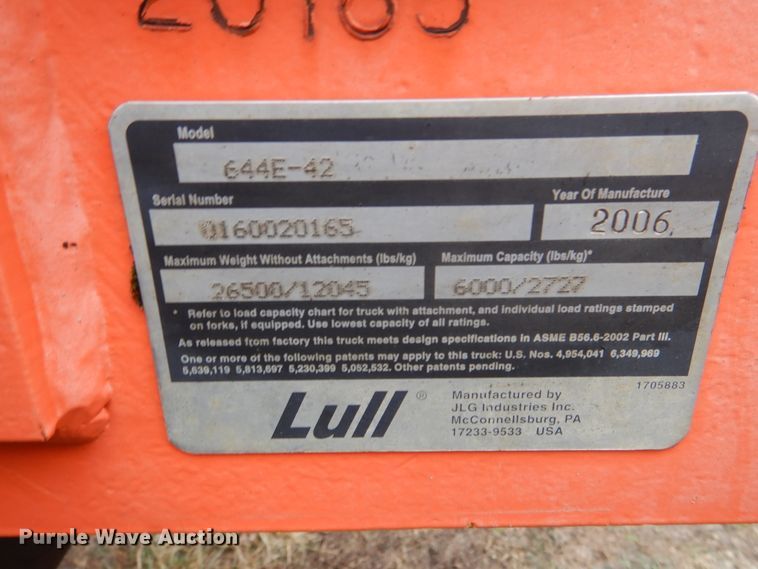 20165
Model
644E-42
Serial Number
Year Of Manufacture
0160020165
2006
Maximum Weight Without Attachments (lbs/kg)
Maximum Capacity (lbs/kg)*
26500/12045
6000/2727
* Refer to load capacity chart for truck with attachment, and individual load ratings stamped
on forks, if equipped. Use lowest capacity of all ratings.
As released from factory this truck meets design specifications in ASME B56.6-2002 Part III.
One or more of the following patents may apply to this truck: U.S. Nos. 4,954,041 6,349,969
5,639,119 5,813,697 5,230,399 5,052,532. Other patents pending.
1705883
Lull ®
Manufactured by
JLG Industries Inc.
McConnellsburg, PA
17233-9533 USA
Purple Wave Auction